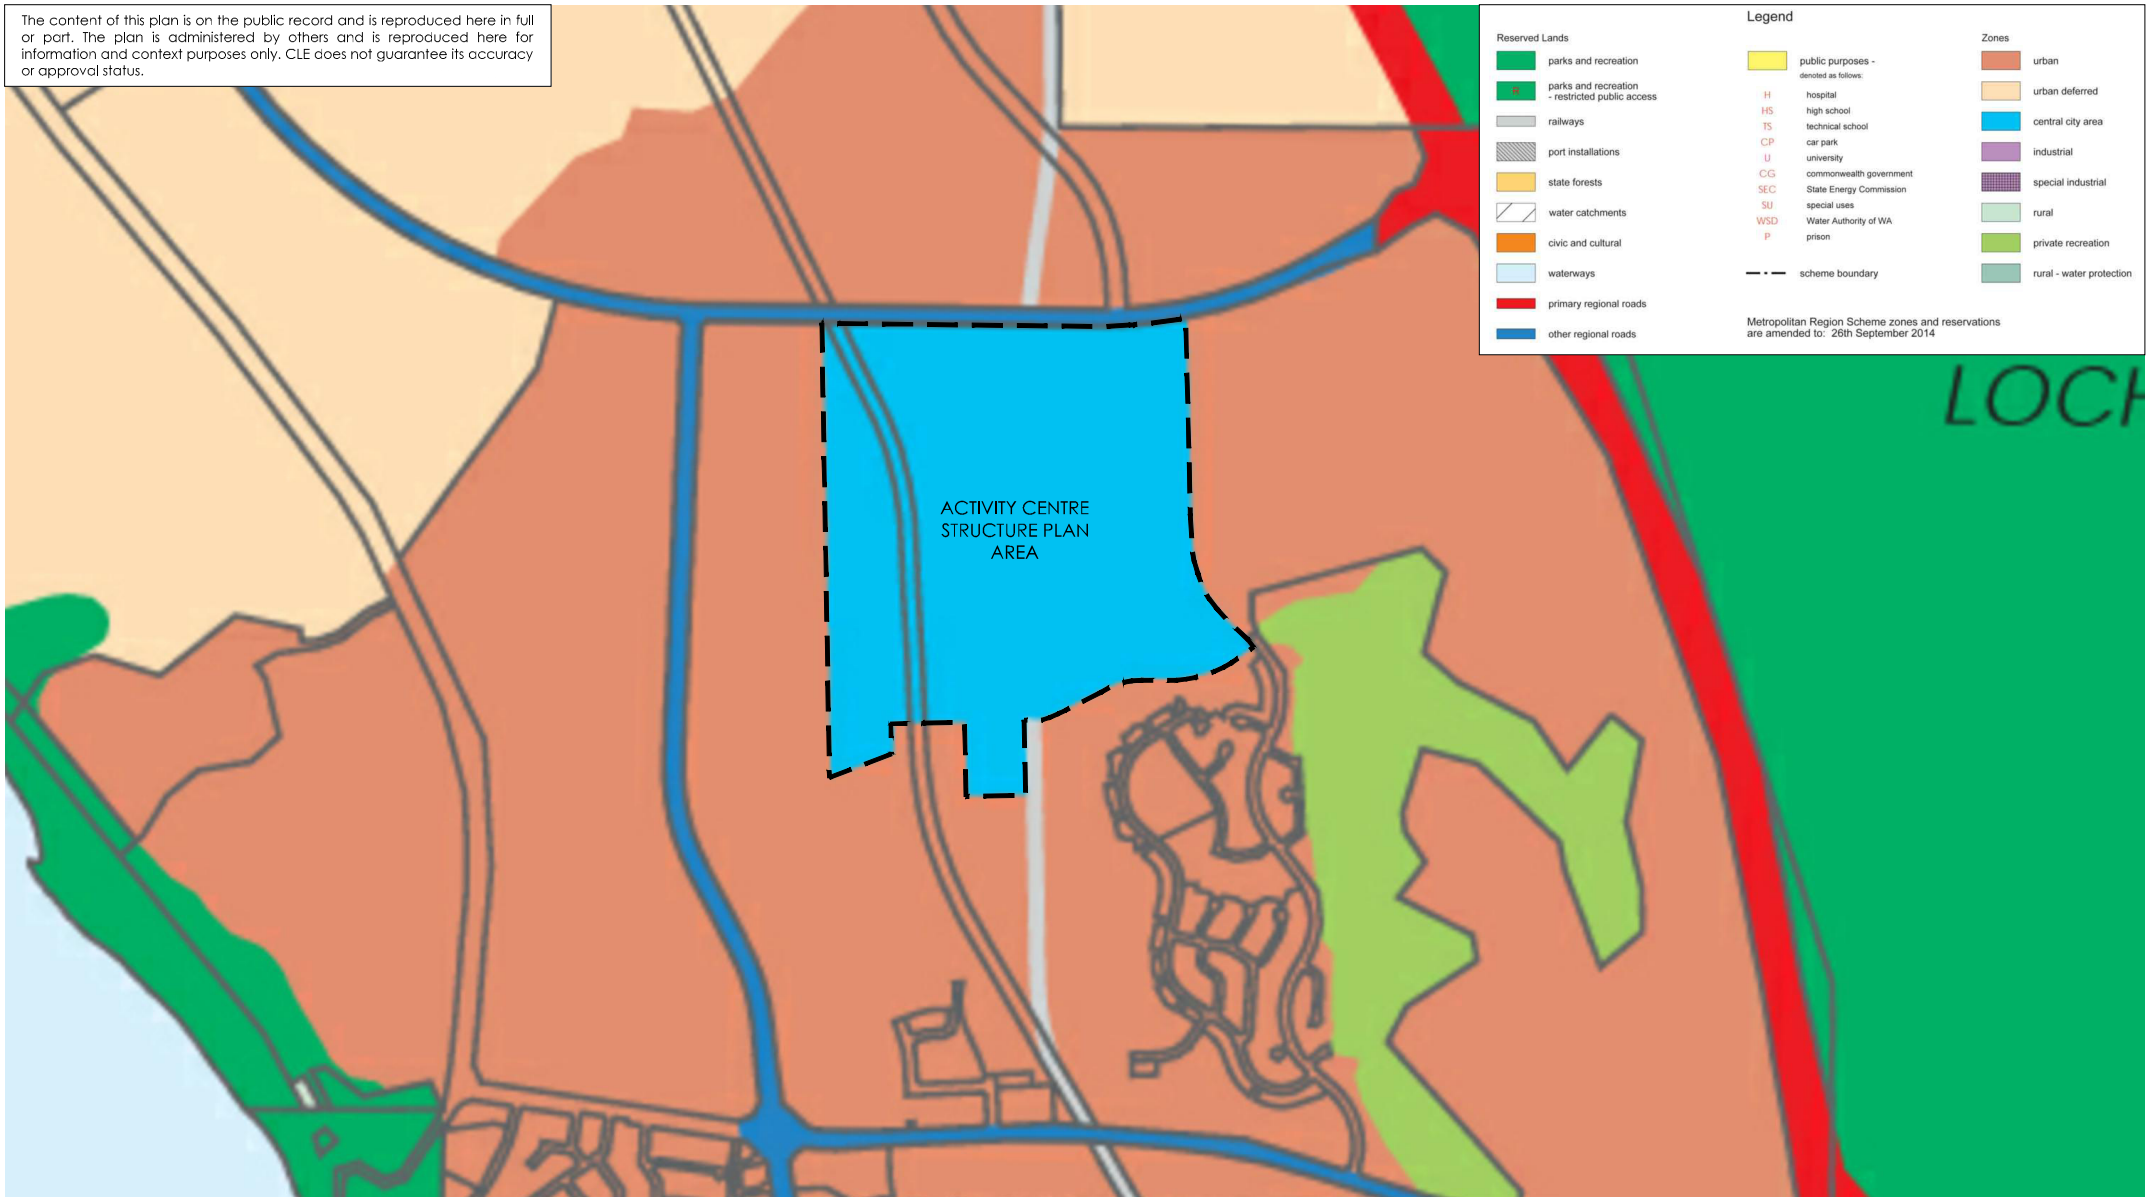 The content of this plan is on the public record and is reproduced here in full
or part. The plan is administered by others and is reproduced here for
information and context purposes only. CLE does not guarantee its accuracy
or approval status.
Legend
Reserved Lands
parks and recreation
R
parks and recreation
- restricted public access
railways
port installations
state forests
water catchments
civic and cultural
waterways
primary regional roads
other regional roads
public purposes -
denoted as follows:
H hospital
HS high school
TS technical school
CP car park
U university
CG commonwealth government
SEC State Energy Commission
SU special uses
WSD Water Authority of WA
P prison
scheme boundary
Metropolitan Region Scheme zones and reservations
are amended to: 26th September 2014
Zones
urban
urban deferred
central city area
industrial
special industrial
rural
private recreation
rural - water protection
LOCH
ACTIVITY CENTRE
STRUCTURE PLAN
AREA